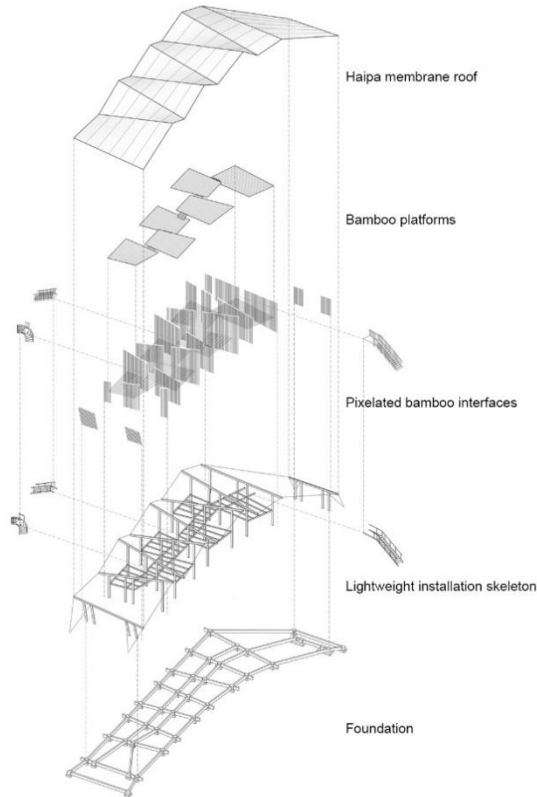 Haipa membrane roof
Bamboo platforms
Pixelated bamboo interfaces
Lightweight installation skeleton
Foundation